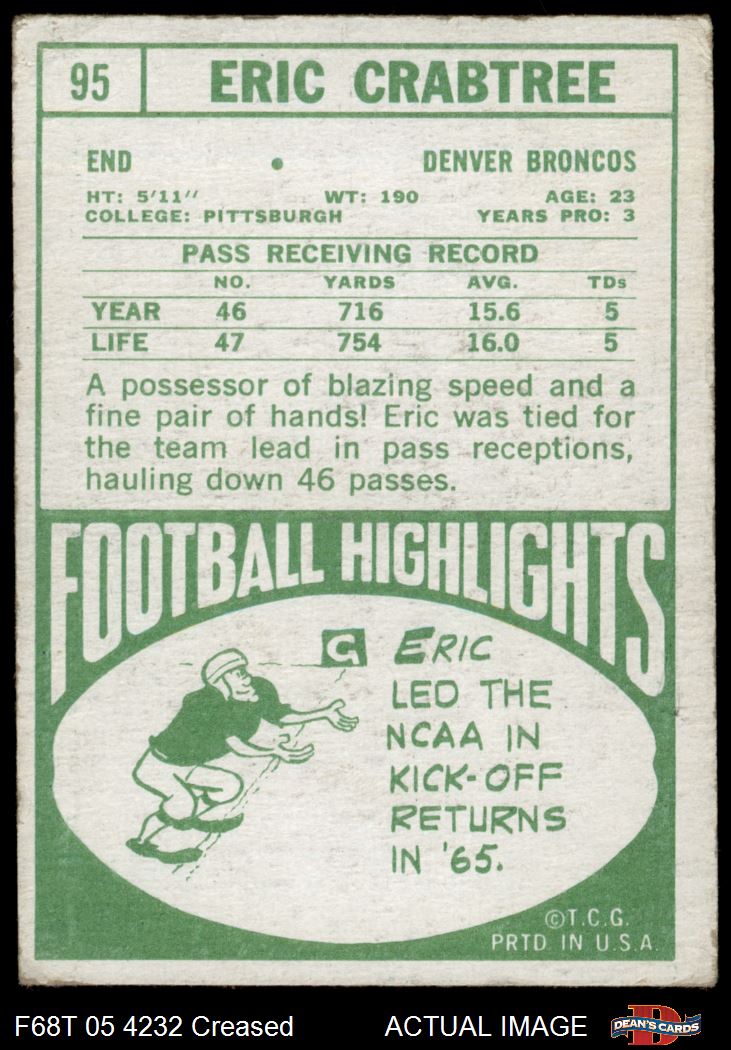 95 ERIC CRABTREE
END • DENVER BRONCOS
HT: 5'11" WT: 190 AGE: 23
COLLEGE: PITTSBURGH YEARS PRO: 3
PASS RECEIVING RECORD
NO. YARDS AVG. TDs
YEAR 46 716 15.6 5
LIFE 47 754 16.0 5
A possessor of blazing speed and a
fine pair of hands! Eric was tied for
the team lead in pass receptions,
hauling down 46 passes.
FOOTBALL HIGHLIGHTS
G ERIC
LED THE
NCAA IN
KICK-OFF
RETURNS
IN '65.
©T.C.G.
PRTD. IN U.S.A.
F68T 05 4232 Creased ACTUAL IMAGE D DEAN'S CARDS